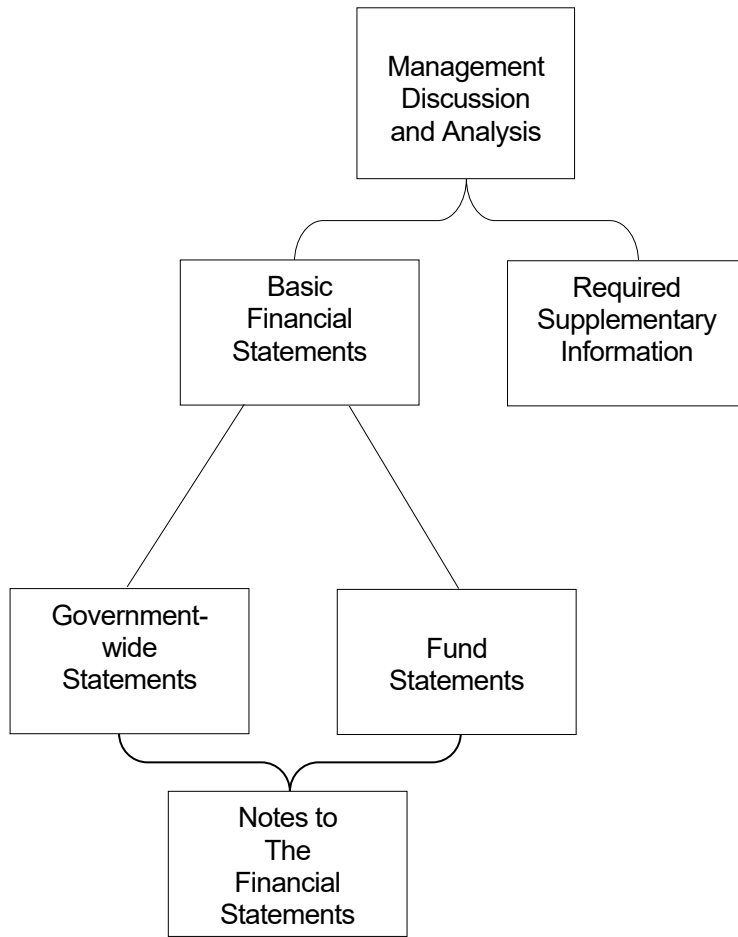 Management
Discussion
and Analysis
Basic
Financial
Statements
Required
Supplementary
Information
Government-
wide
Statements
Fund
Statements
Notes to
The
Financial
Statements